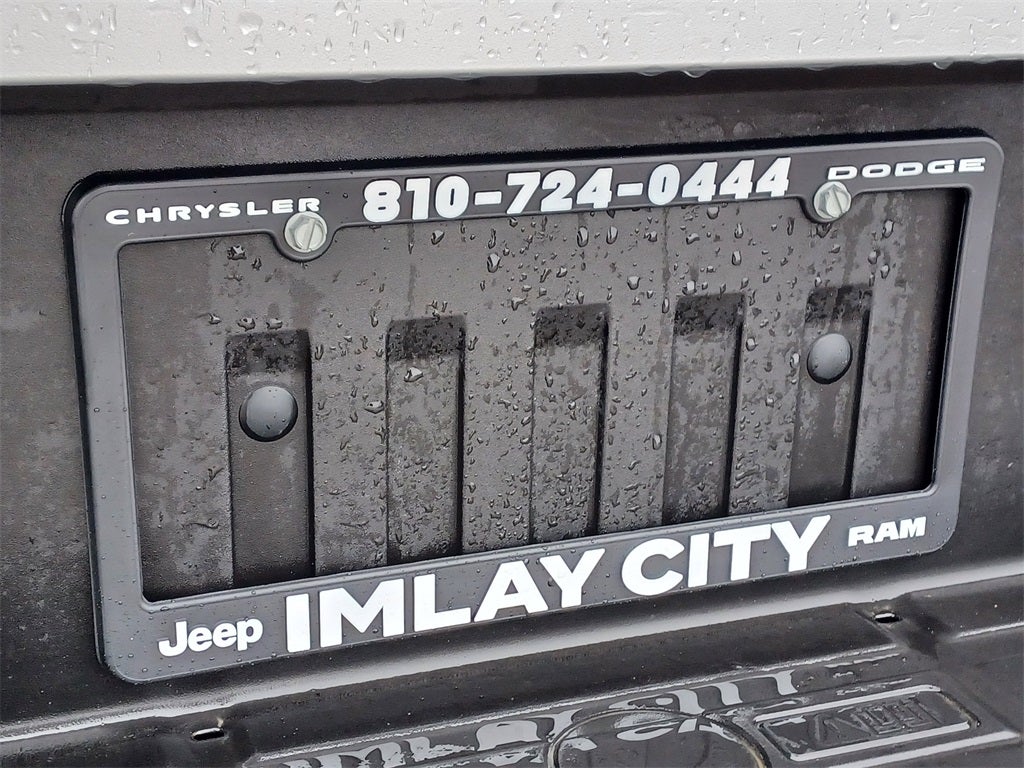 CHRYSLER 810-724-0444 DODGE
Jeep IMLAY CITY RAM